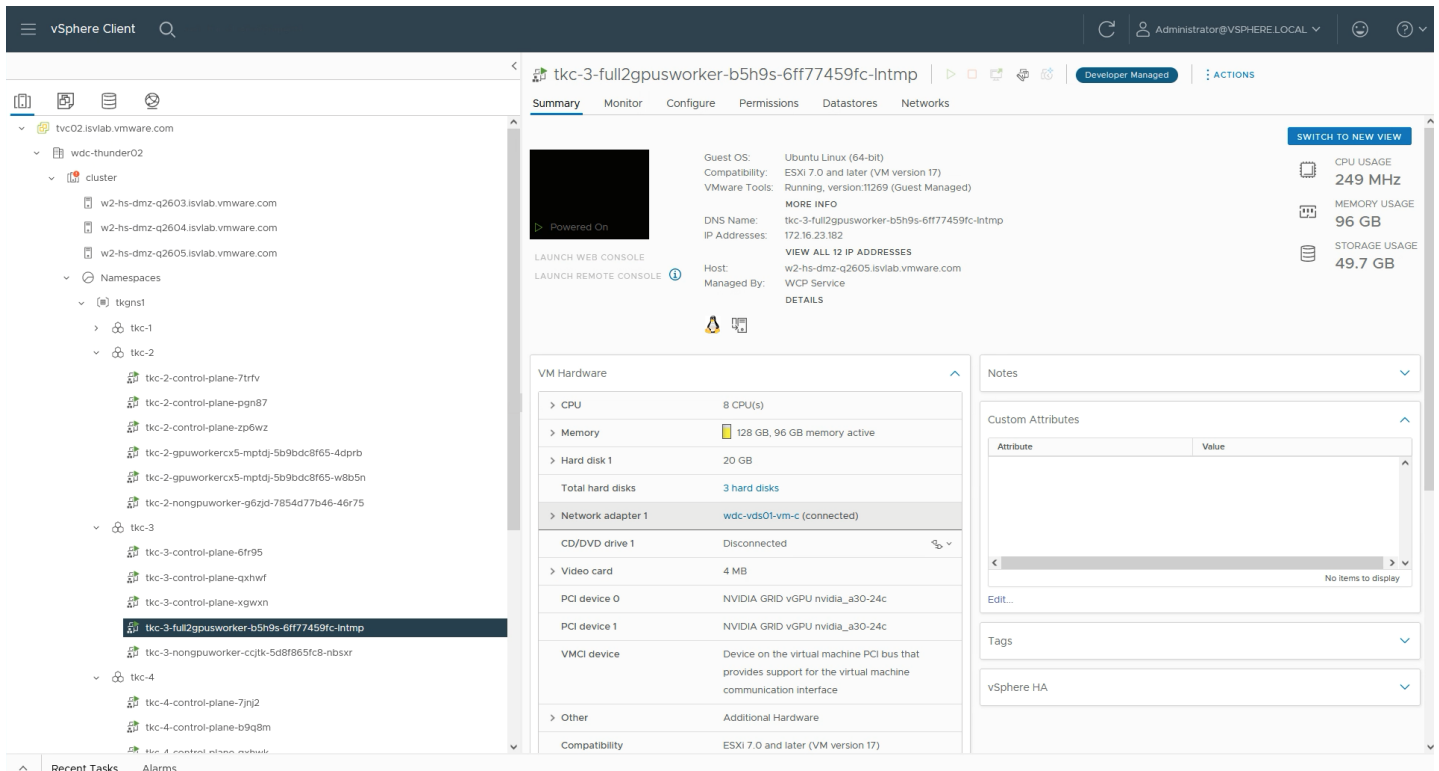 vSphere Client
Administrator@VSPHERE.LOCAL
tvc02.isvlab.vmware.com
wdc-thunder02
cluster
w2-hs-dmz-q2603.isvlab.vmware.com
w2-hs-dmz-q2604.isvlab.vmware.com
w2-hs-dmz-q2605.isvlab.vmware.com
Namespaces
tkgns1
tkc-1
tkc-2
tkc-2-control-plane-7trfv
tkc-2-control-plane-pgn87
tkc-2-control-plane-zp6wz
tkc-2-gpuworkercx5-mptdj-5b9bdc8f65-4dprb
tkc-2-gpuworkercx5-mptdj-5b9bdc8f65-w8b5n
tkc-2-nongpuworker-g6zjd-7854d77b46-46r75
tkc-3
tkc-3-control-plane-6fr95
tkc-3-control-plane-qxhwf
tkc-3-control-plane-xgwxn
tkc-3-full2gpusworker-b5h9s-6ff77459fc-lntmp
tkc-3-nongpuworker-ccjtk-5d8f865fc8-nbsxr
tkc-4
tkc-4-control-plane-7jnj2
tkc-4-control-plane-b9q8m
tkc-4-control-plane-gxhwk
tkc-3-full2gpusworker-b5h9s-6ff77459fc-lntmp
Developer Managed
ACTIONS
Summary Monitor Configure Permissions Datastores Networks
SWITCH TO NEW VIEW
Powered On
LAUNCH WEB CONSOLE
LAUNCH REMOTE CONSOLE
Guest OS: Ubuntu Linux (64-bit)
Compatibility: ESXi 7.0 and later (VM version 17)
VMware Tools: Running, version:11269 (Guest Managed)
MORE INFO
DNS Name: tkc-3-full2gpusworker-b5h9s-6ff77459fc-lntmp
IP Addresses: 172.16.23.182
VIEW ALL 12 IP ADDRESSES
Host: w2-hs-dmz-q2605.isvlab.vmware.com
Managed By: WCP Service
DETAILS
CPU USAGE
249 MHz
MEMORY USAGE
96 GB
STORAGE USAGE
49.7 GB
VM Hardware
CPU 8 CPU(s)
Memory 128 GB, 96 GB memory active
Hard disk 1 20 GB
Total hard disks 3 hard disks
Network adapter 1 wdc-vds01-vm-c (connected)
CD/DVD drive 1 Disconnected
Video card 4 MB
PCI device 0 NVIDIA GRID vGPU nvidia_a30-24c
PCI device 1 NVIDIA GRID vGPU nvidia_a30-24c
VMCI device Device on the virtual machine PCI bus that
provides support for the virtual machine
communication interface
Other Additional Hardware
Compatibility ESXi 7.0 and later (VM version 17)
Notes
Custom Attributes
Attribute Value
No items to display
Edit...
Tags
vSphere HA
Recent Tasks Alarms